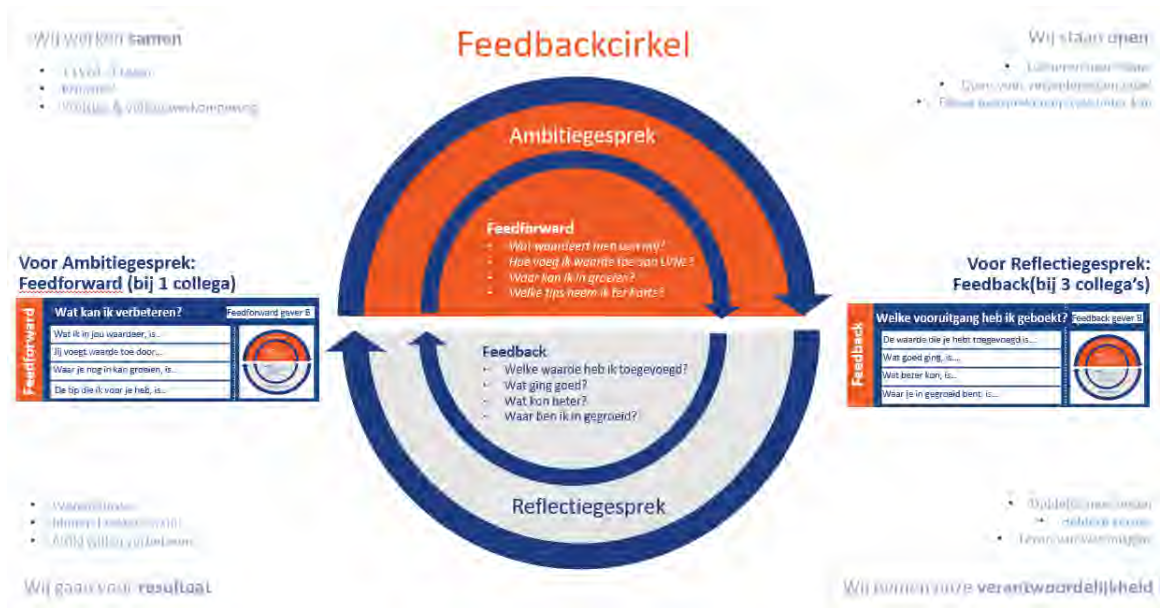 Feedbackcirkel
Wij werken samen
Wij staan open
Ambitiegesprek
Feedforward
- Wat waardeert men aan mij?
- Hoe voeg ik waarde toe aan LVNL?
- Waar kan ik in groeien?
- Welke tips neem ik ter harte?
Voor Ambitiegesprek:
Feedforward (bij 1 collega)
Feedforward
Wat kan ik verbeteren?
Feedforward gever B
Wat ik in jou waardeer, is...
Jij voegt waarde toe door...
Waar je nog in kan groeien, is...
De tip die ik voor je heb, is...
Voor Reflectiegesprek:
Feedback(bij 3 collega's)
Feedback
Welke vooruitgang heb ik geboekt?
Feedback gever B
De waarde die je hebt toegevoegd is...
Wat goed ging, is...
Wat beter kon, is...
Waar je in gegroeid bent, is...
Feedback
- Welke waarde heb ik toegevoegd?
- Wat ging goed?
- Wat kon beter?
- Waar ben ik in gegroeid?
Reflectiegesprek
Wij gaan voor resultaat
Wij nemen onze verantwoordelijkheid